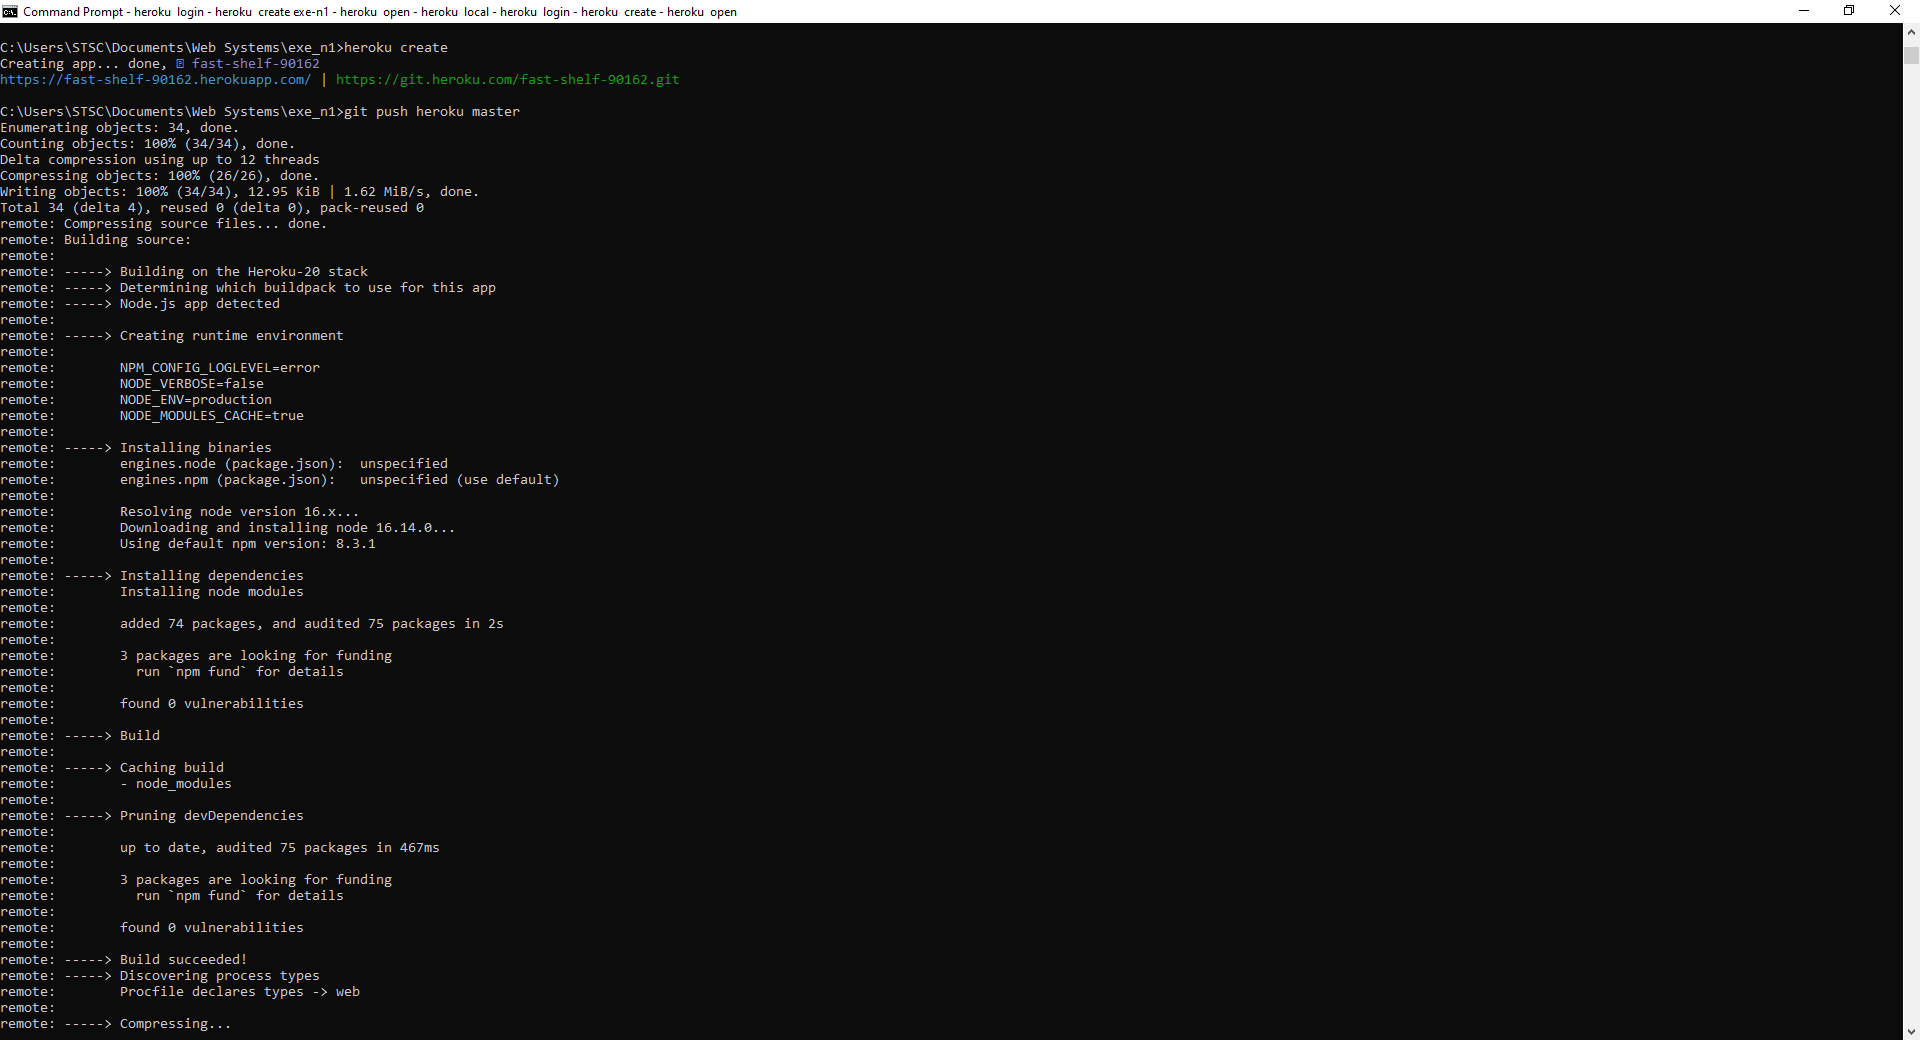 Command Prompt - heroku  login - heroku  create exe-n1 - heroku  open - heroku  local - heroku  login - heroku  create - heroku  open
C:\Users\STSC\Documents\Web Systems\exe_n1>heroku create
Creating app... done, fast-shelf-90162
https://fast-shelf-90162.herokuapp.com/ | https://git.heroku.com/fast-shelf-90162.git
C:\Users\STSC\Documents\Web Systems\exe_n1>git push heroku master
Enumerating objects: 34, done.
Counting objects: 100% (34/34), done.
Delta compression using up to 12 threads
Compressing objects: 100% (26/26), done.
Writing objects: 100% (34/34), 12.95 KiB | 1.62 MiB/s, done.
Total 34 (delta 4), reused 0 (delta 0), pack-reused 0
remote: Compressing source files... done.
remote: Building source:
remote:
remote: -----> Building on the Heroku-20 stack
remote: -----> Determining which buildpack to use for this app
remote: -----> Node.js app detected
remote:
remote: -----> Creating runtime environment
remote:
remote:        NPM_CONFIG_LOGLEVEL=error
remote:        NODE_VERBOSE=false
remote:        NODE_ENV=production
remote:        NODE_MODULES_CACHE=true
remote:
remote: -----> Installing binaries
remote:        engines.node (package.json):  unspecified
remote:        engines.npm (package.json):   unspecified (use default)
remote:
remote:        Resolving node version 16.x...
remote:        Downloading and installing node 16.14.0...
remote:        Using default npm version: 8.3.1
remote:
remote: -----> Installing dependencies
remote:        Installing node modules
remote:
remote:        added 74 packages, and audited 75 packages in 2s
remote:
remote:        3 packages are looking for funding
remote:          run `npm fund` for details
remote:
remote:        found 0 vulnerabilities
remote:
remote: -----> Build
remote:
remote: -----> Caching build
remote:        - node_modules
remote:
remote: -----> Pruning devDependencies
remote:
remote:        up to date, audited 75 packages in 467ms
remote:
remote:        3 packages are looking for funding
remote:          run `npm fund` for details
remote:
remote:        found 0 vulnerabilities
remote:
remote: -----> Build succeeded!
remote: -----> Discovering process types
remote:        Procfile declares types -> web
remote:
remote: -----> Compressing...